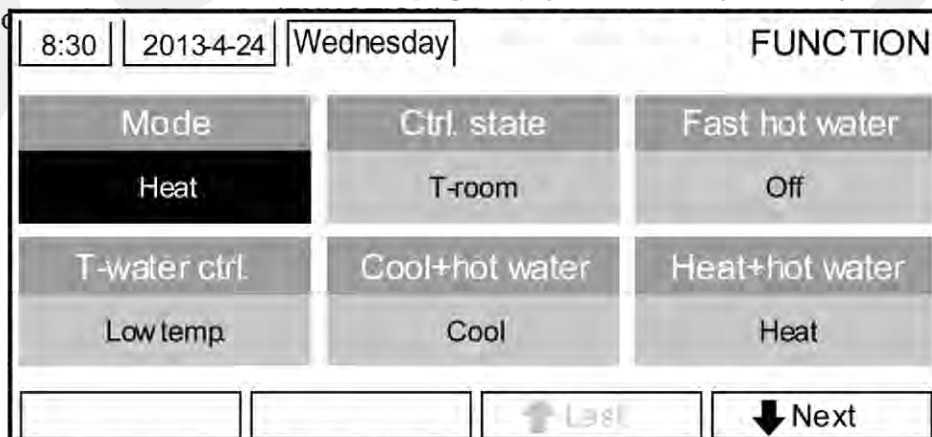 8:30 2013-4-24 Wednesday FUNCTION
Mode Ctrl. state Fast hot water
Heat T-room Off
T-water ctrl. Cool+hot water Heat+hot water
Low temp. Cool Heat
Last Next